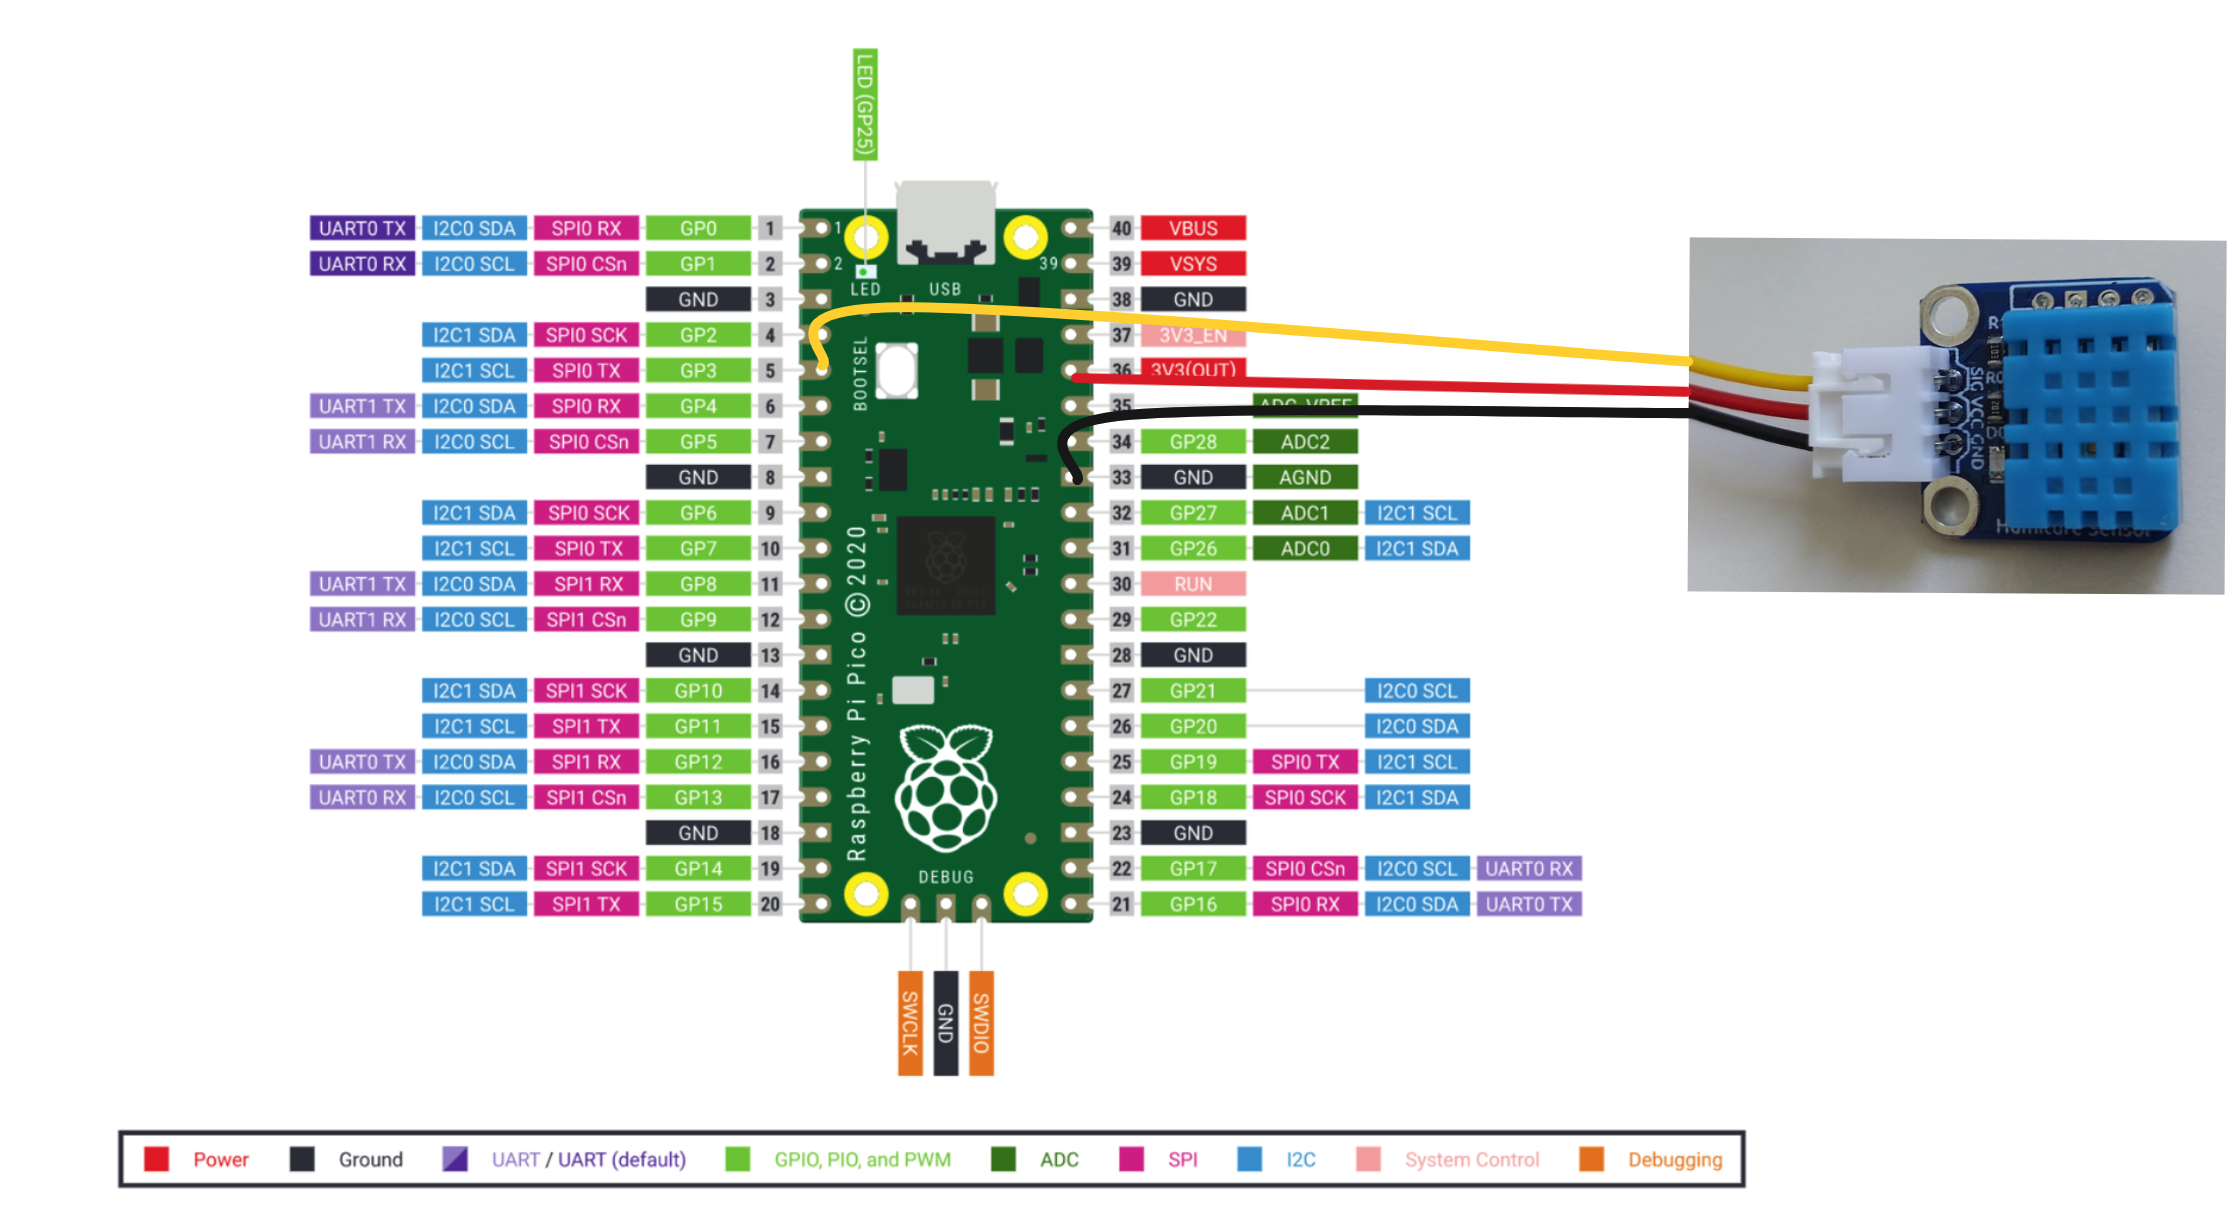 LED (GP25)
UART0 TX I2C0 SDA SPI0 RX GP0 1 1 40 VBUS
UART0 RX I2C0 SCL SPI0 CSn GP1 2 2 39 39 VSYS
LED USB
GND 3 38 GND
I2C1 SDA SPI0 SCK GP2 4 37 3V3_EN
BOOTSEL
I2C1 SCL SPI0 TX GP3 5 36 3V3(OUT)
UART1 TX I2C0 SDA SPI0 RX GP4 6 35 ADC_VREF
UART1 RX I2C0 SCL SPI0 CSn GP5 7 34 GP28 ADC2
GND 8 33 GND AGND
I2C1 SDA SPI0 SCK GP6 9 32 GP27 ADC1 I2C1 SCL
I2C1 SCL SPI0 TX GP7 10 31 GP26 ADC0 I2C1 SDA
UART1 TX I2C0 SDA SPI1 RX GP8 11 30 RUN
UART1 RX I2C0 SCL SPI1 CSn GP9 12 29 GP22
GND 13 28 GND
I2C1 SDA SPI1 SCK GP10 14 27 GP21 I2C0 SCL
I2C1 SCL SPI1 TX GP11 15 26 GP20 I2C0 SDA
UART0 TX I2C0 SDA SPI1 RX GP12 16 25 GP19 SPI0 TX I2C1 SCL
UART0 RX I2C0 SCL SPI1 CSn GP13 17 24 GP18 SPI0 SCK I2C1 SDA
GND 18 23 GND
I2C1 SDA SPI1 SCK GP14 19 22 GP17 SPI0 CSn I2C0 SCL UART0 RX
I2C1 SCL SPI1 TX GP15 20 21 GP16 SPI0 RX I2C0 SDA UART0 TX
Raspberry Pi Pico ©2020
DEBUG
SWCLK GND SWDIO
SIG VCC GND
Humiture Sensor
Power Ground UART / UART (default) GPIO, PIO, and PWM ADC SPI I2C System Control Debugging